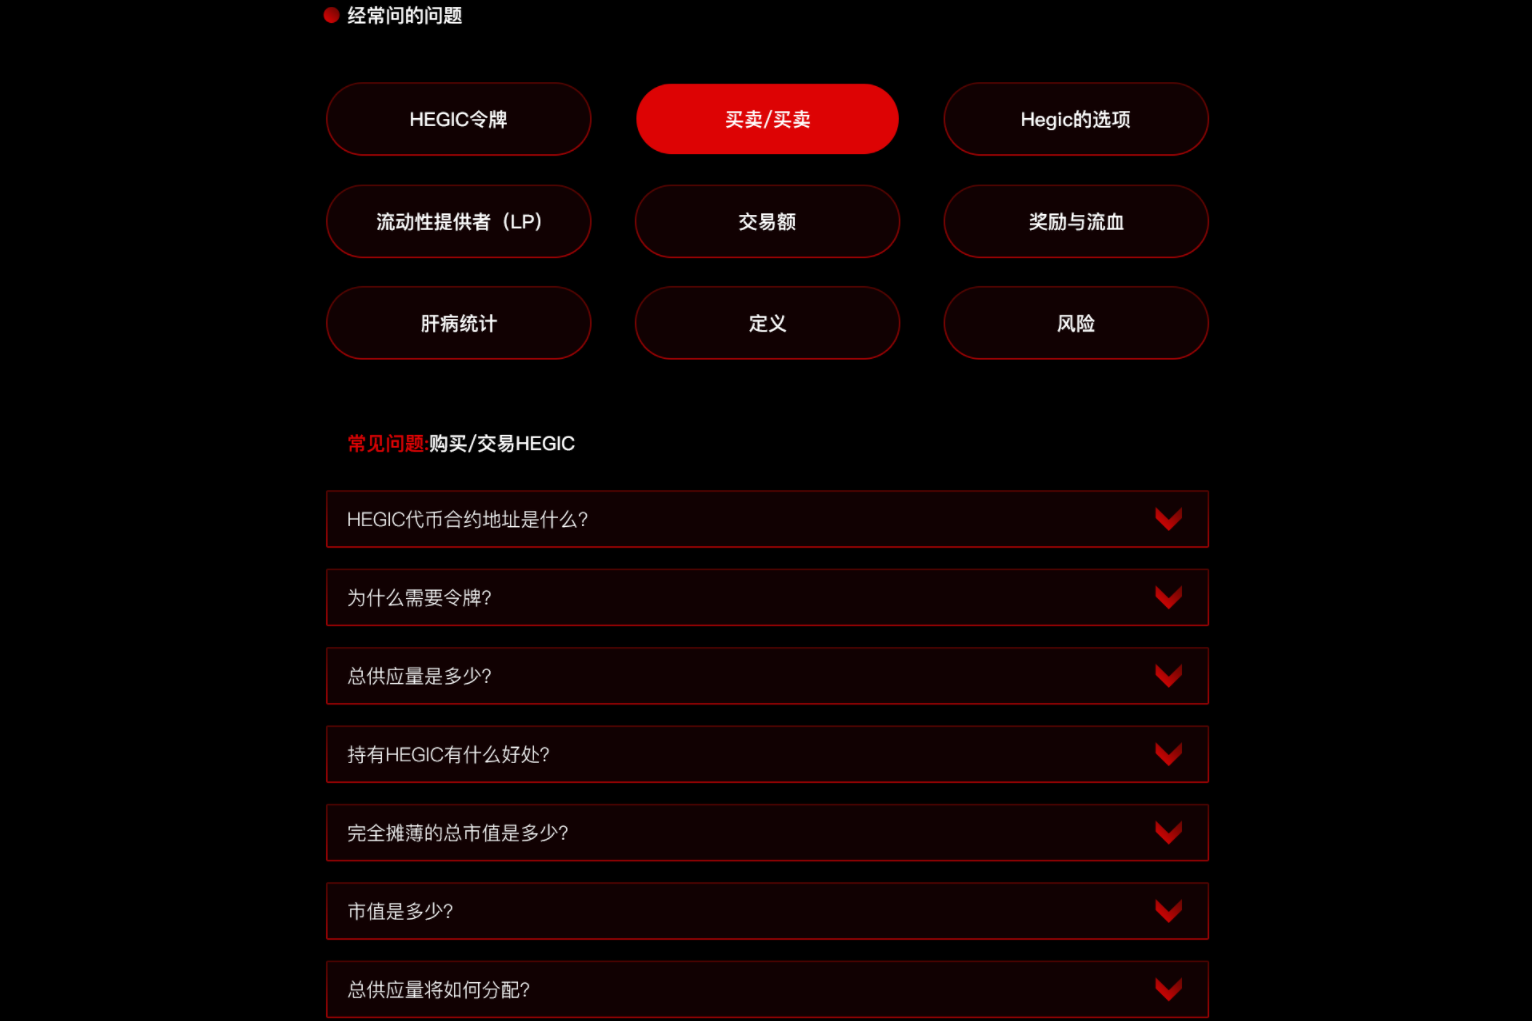 经常问的问题
HEGIC令牌
买卖/买卖
Hegic的选项
流动性提供者（LP）
交易额
奖励与流血
肝病统计
定义
风险
常见问题:购买/交易HEGIC
HEGIC代币合约地址是什么?
为什么需要令牌?
总供应量是多少?
持有HEGIC有什么好处?
完全摊薄的总市值是多少?
市值是多少?
总供应量将如何分配?